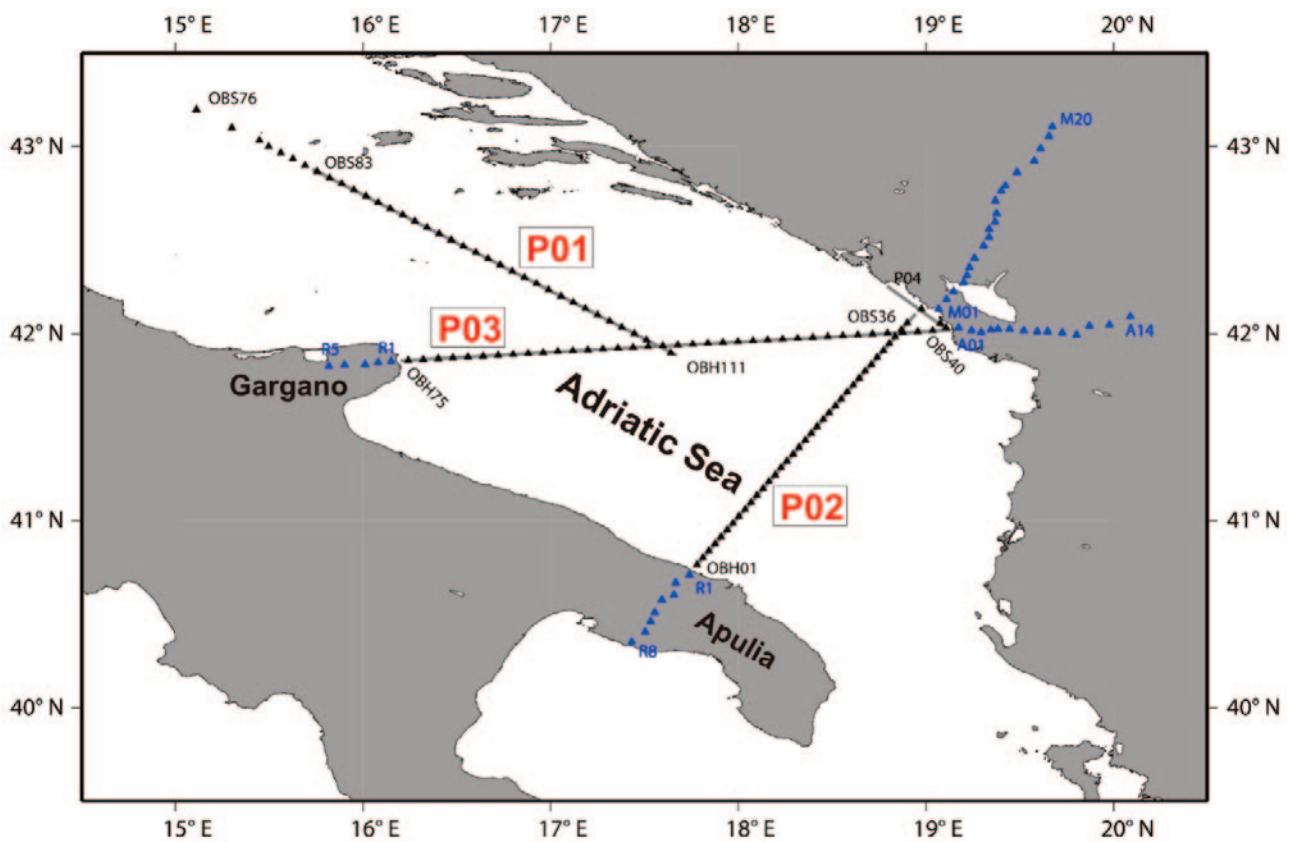 15° E 16° E 17° E 18° E 19° E 20° N
OBS76
M20
43° N 43° N
OBS83
P01
P04
P03
OBS36
M01
42° N 42° N
R5 R1
A01
A14
OBH111
OBS40
Gargano
OBH75
Adriatic Sea
P02
41° N 41° N
OBH01
R1
Apulia
R8
40° N 40° N
15° E 16° E 17° E 18° E 19° E 20° N